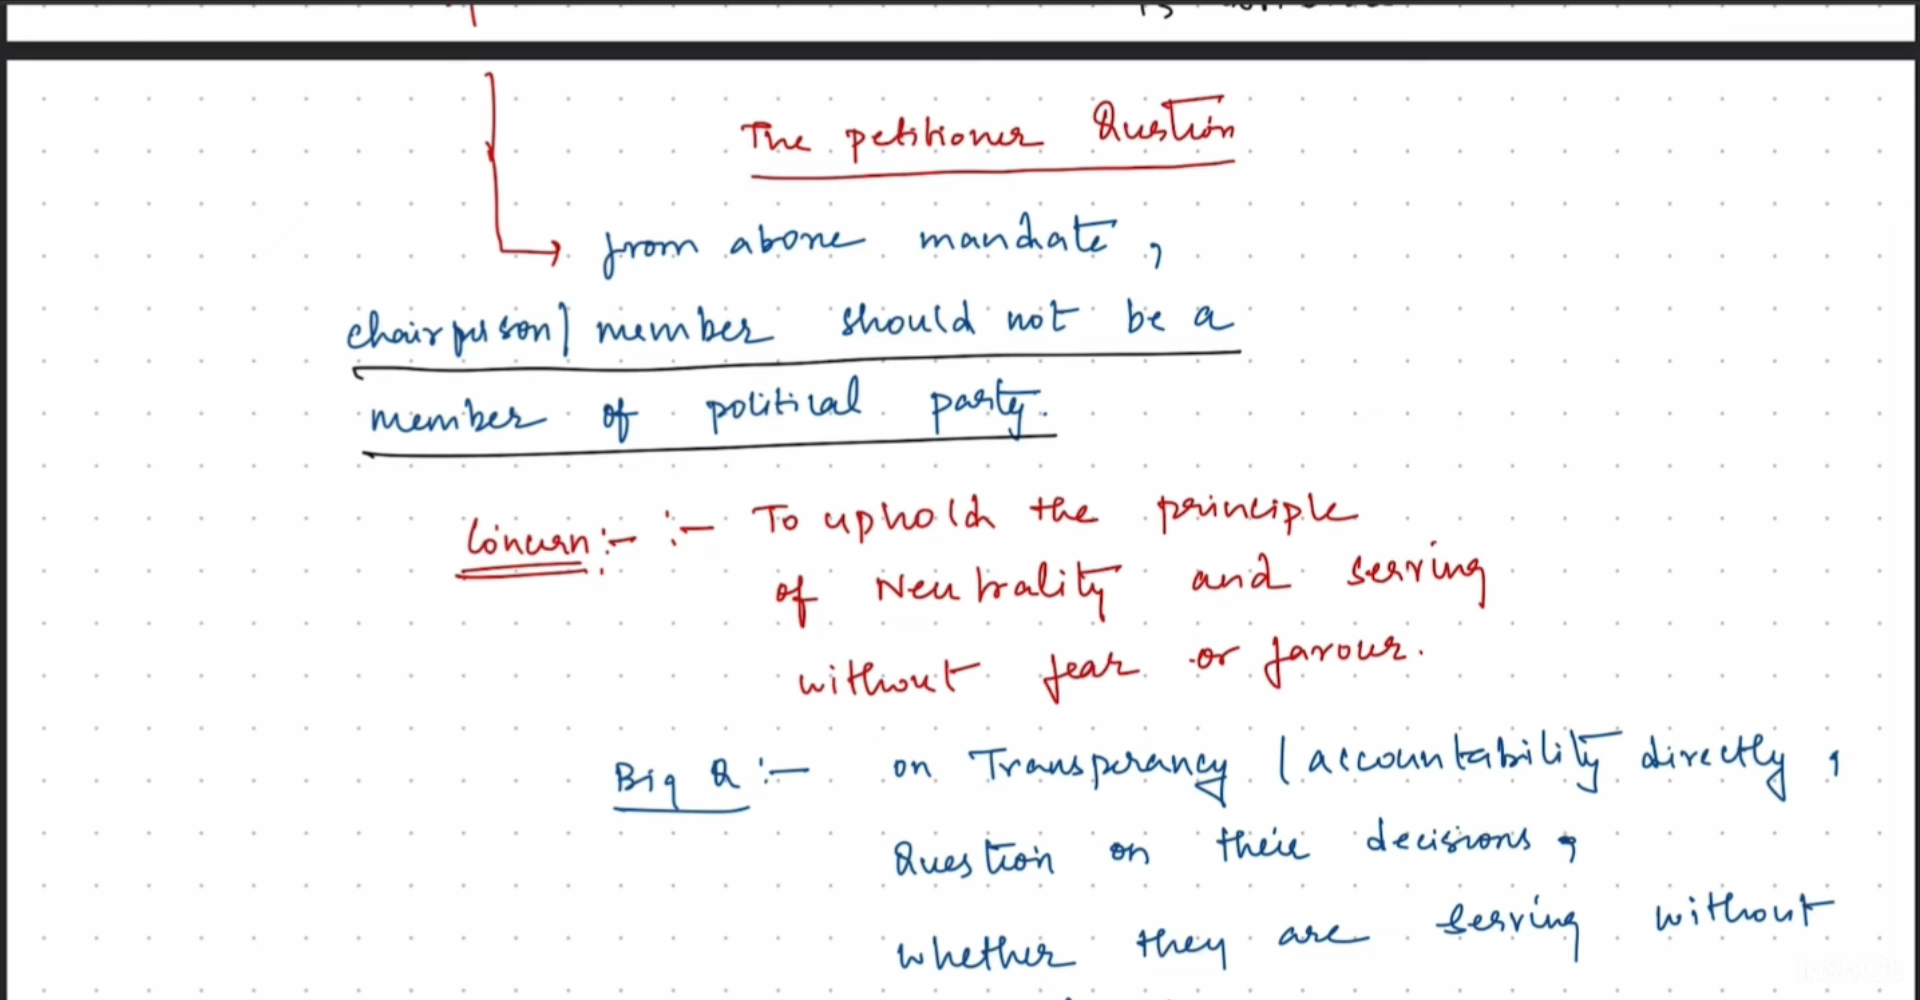 is
The petitioner Question
from above mandate,
chairperson/ member should not be a
member of political party.
Concern:- :- To uphold the principle
of Neutrality and serving
without fear or favour.
Big Q :- on Transperancy / accountability directly,
Question on their decisions,
whether they are serving without